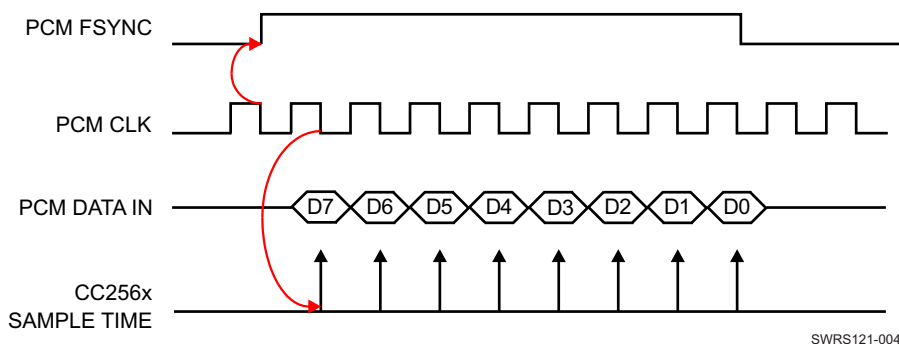 PCM FSYNC
PCM CLK
PCM DATA IN
D7 D6 D5 D4 D3 D2 D1 D0
CC256x
SAMPLE TIME
SWRS121-004